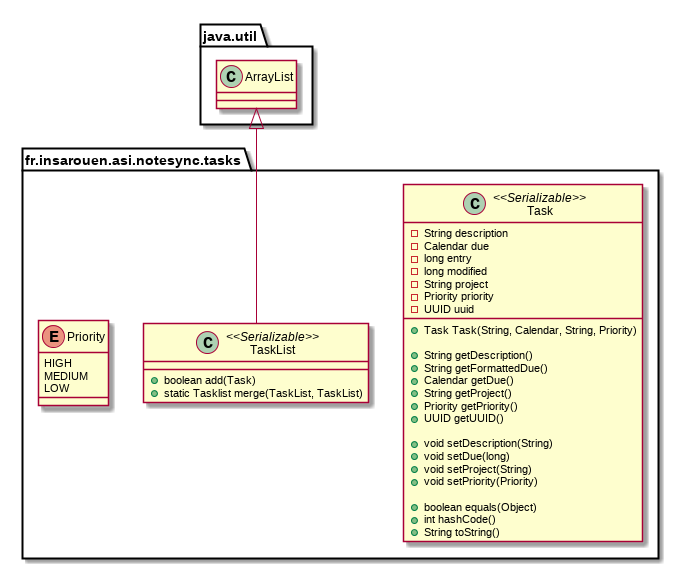 java.util
C ArrayList
fr.insarouen.asi.notesync.tasks
E Priority
HIGH
MEDIUM
LOW
C <<Serializable>>
TaskList
boolean add(Task)
static Tasklist merge(TaskList, TaskList)
C <<Serializable>>
Task
String description
Calendar due
long entry
long modified
String project
Priority priority
UUID uuid
Task Task(String, Calendar, String, Priority)
String getDescription()
String getFormattedDue()
Calendar getDue()
String getProject()
Priority getPriority()
UUID getUUID()
void setDescription(String)
void setDue(long)
void setProject(String)
void setPriority(Priority)
boolean equals(Object)
int hashCode()
String toString()